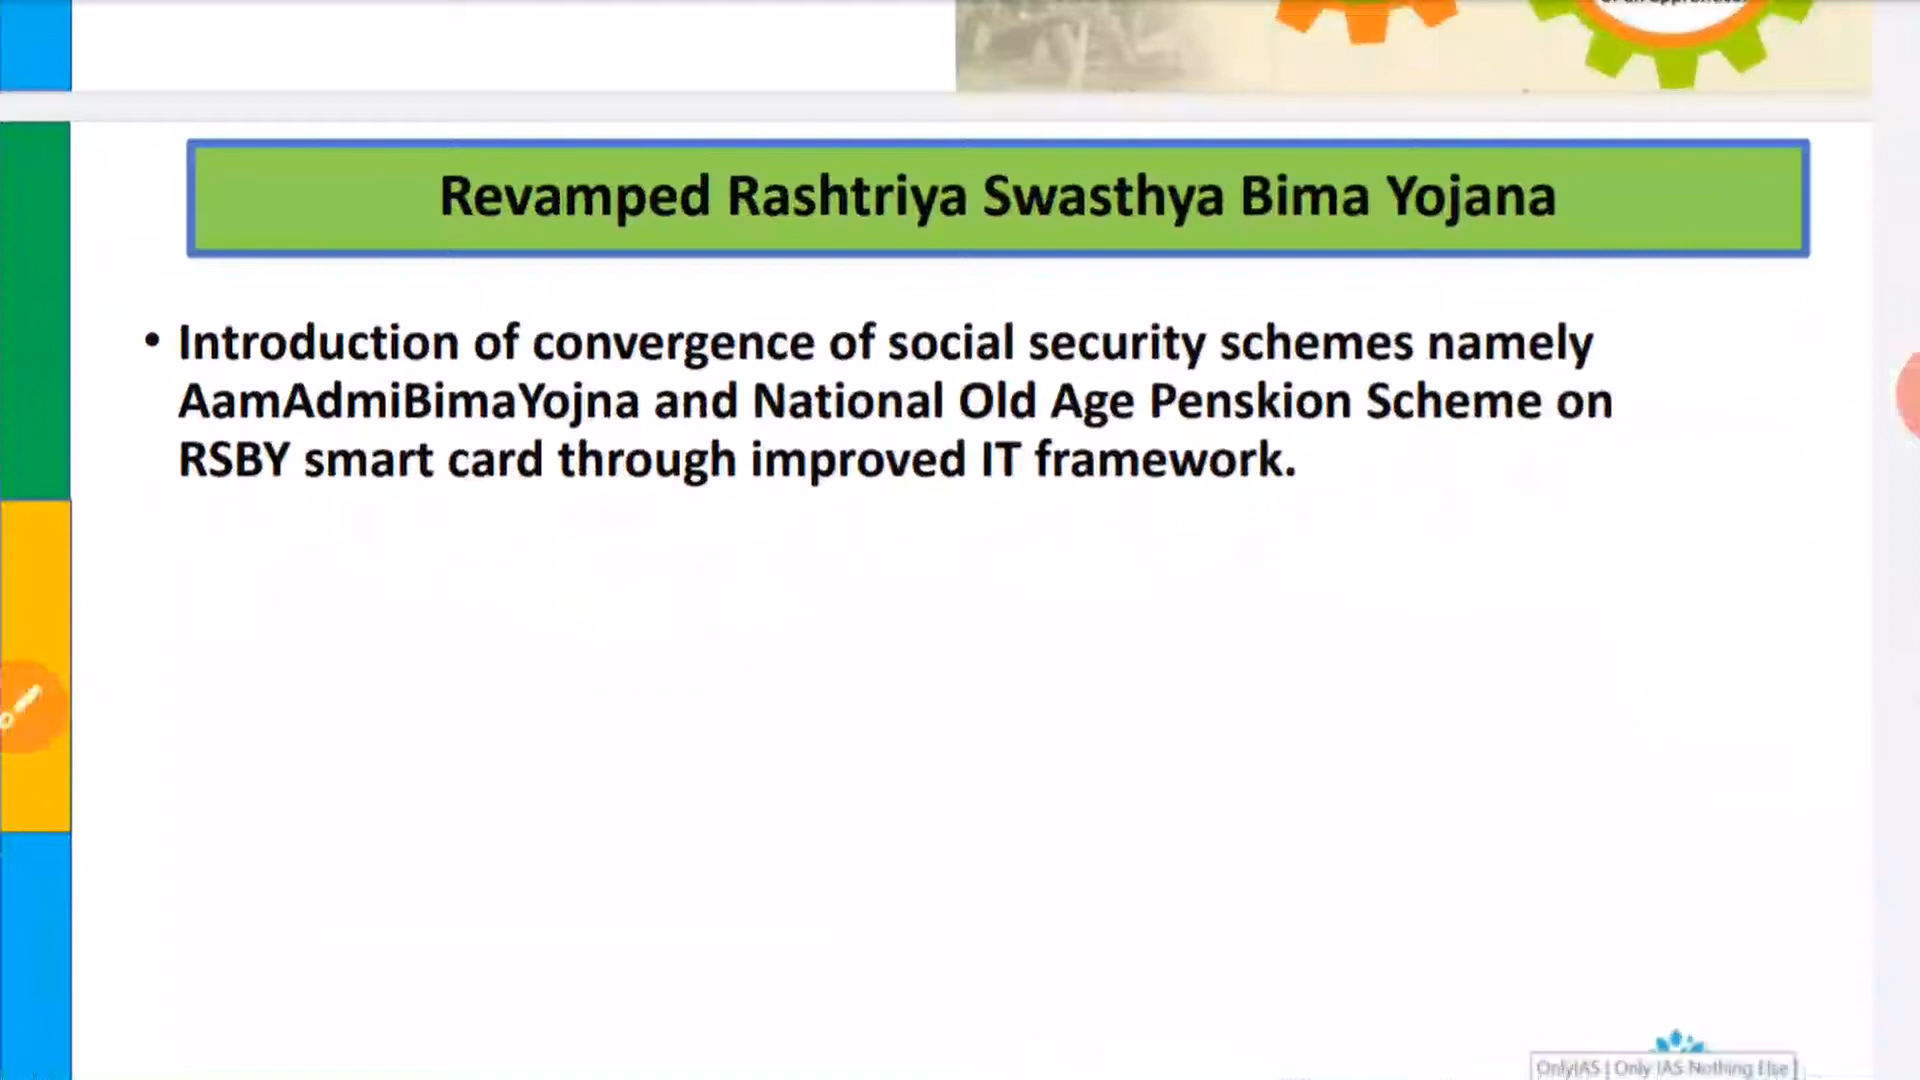 Revamped Rashtriya Swasthya Bima Yojana
• Introduction of convergence of social security schemes namely
AamAdmiBimaYojna and National Old Age Penskion Scheme on
RSBY smart card through improved IT framework.
OnlyIAS | Only IAS Nothing Else